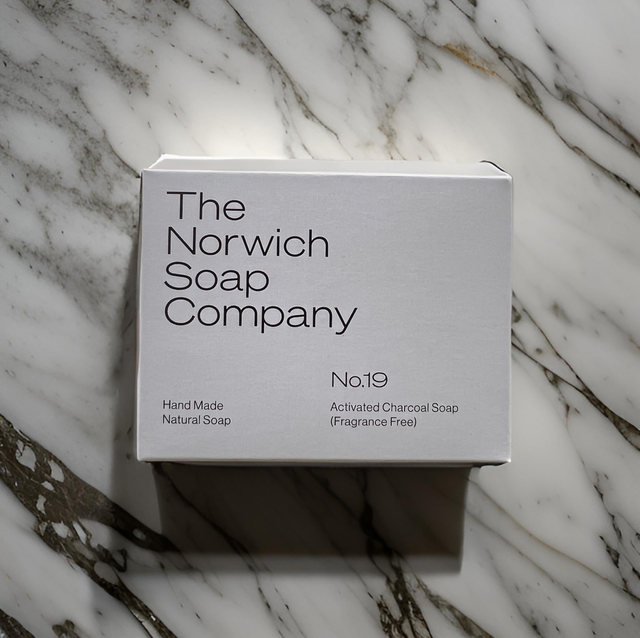 The
Norwich
Soap
Company
No.19
Hand Made
Natural Soap
Activated Charcoal Soap
(Fragrance Free)